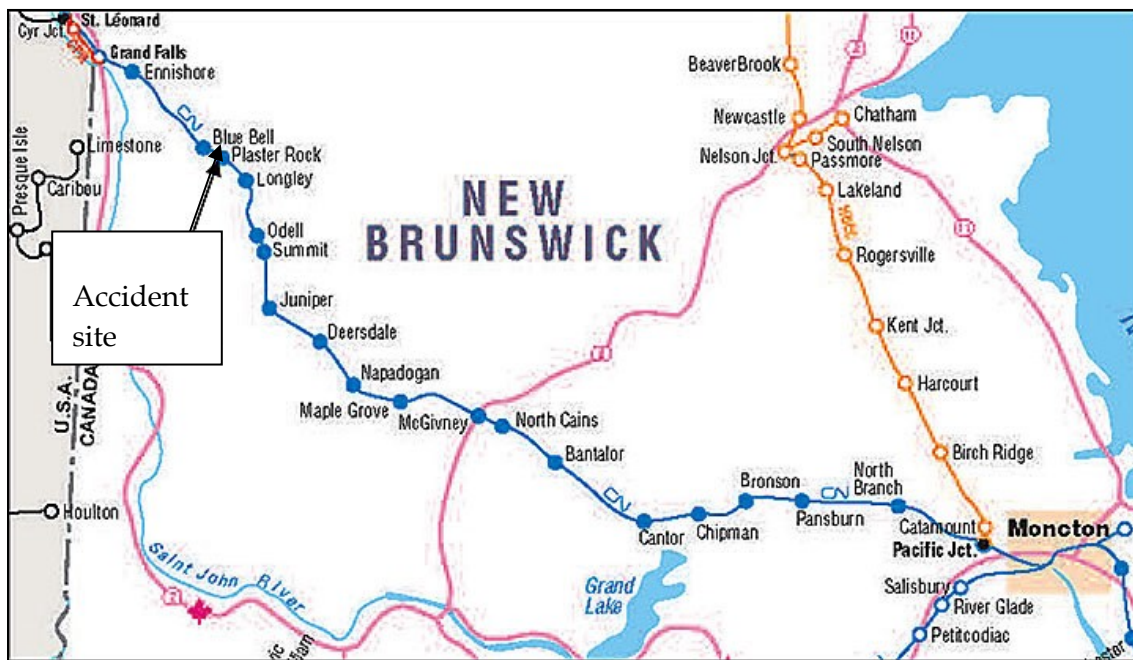 St. Léonard
Cyr Jct.
Grand Falls
Ennishore
CN
Blue Bell
Plaster Rock
Longley
Limestone
Presque Isle
Caribou
Odell
Summit
Accident
site
Juniper
Deersdale
Napadogan
Maple Grove
McGivney
North Cains
Bantalor
CN
Cantor
Chipman
Bronson
CN
Pansburn
North
Branch
Catamount
Pacific Jct.
Moncton
Salisbury
River Glade
Petitcodiac
NEW
BRUNSWICK
BeaverBrook
Newcastle
Chatham
South Nelson
Nelson Jct.
Passmore
Lakeland
Rogersville
Kent Jct.
Harcourt
Birch Ridge
11
11
U.S.A.
CANADA
Houlton
Saint John River
2
Grand
Lake